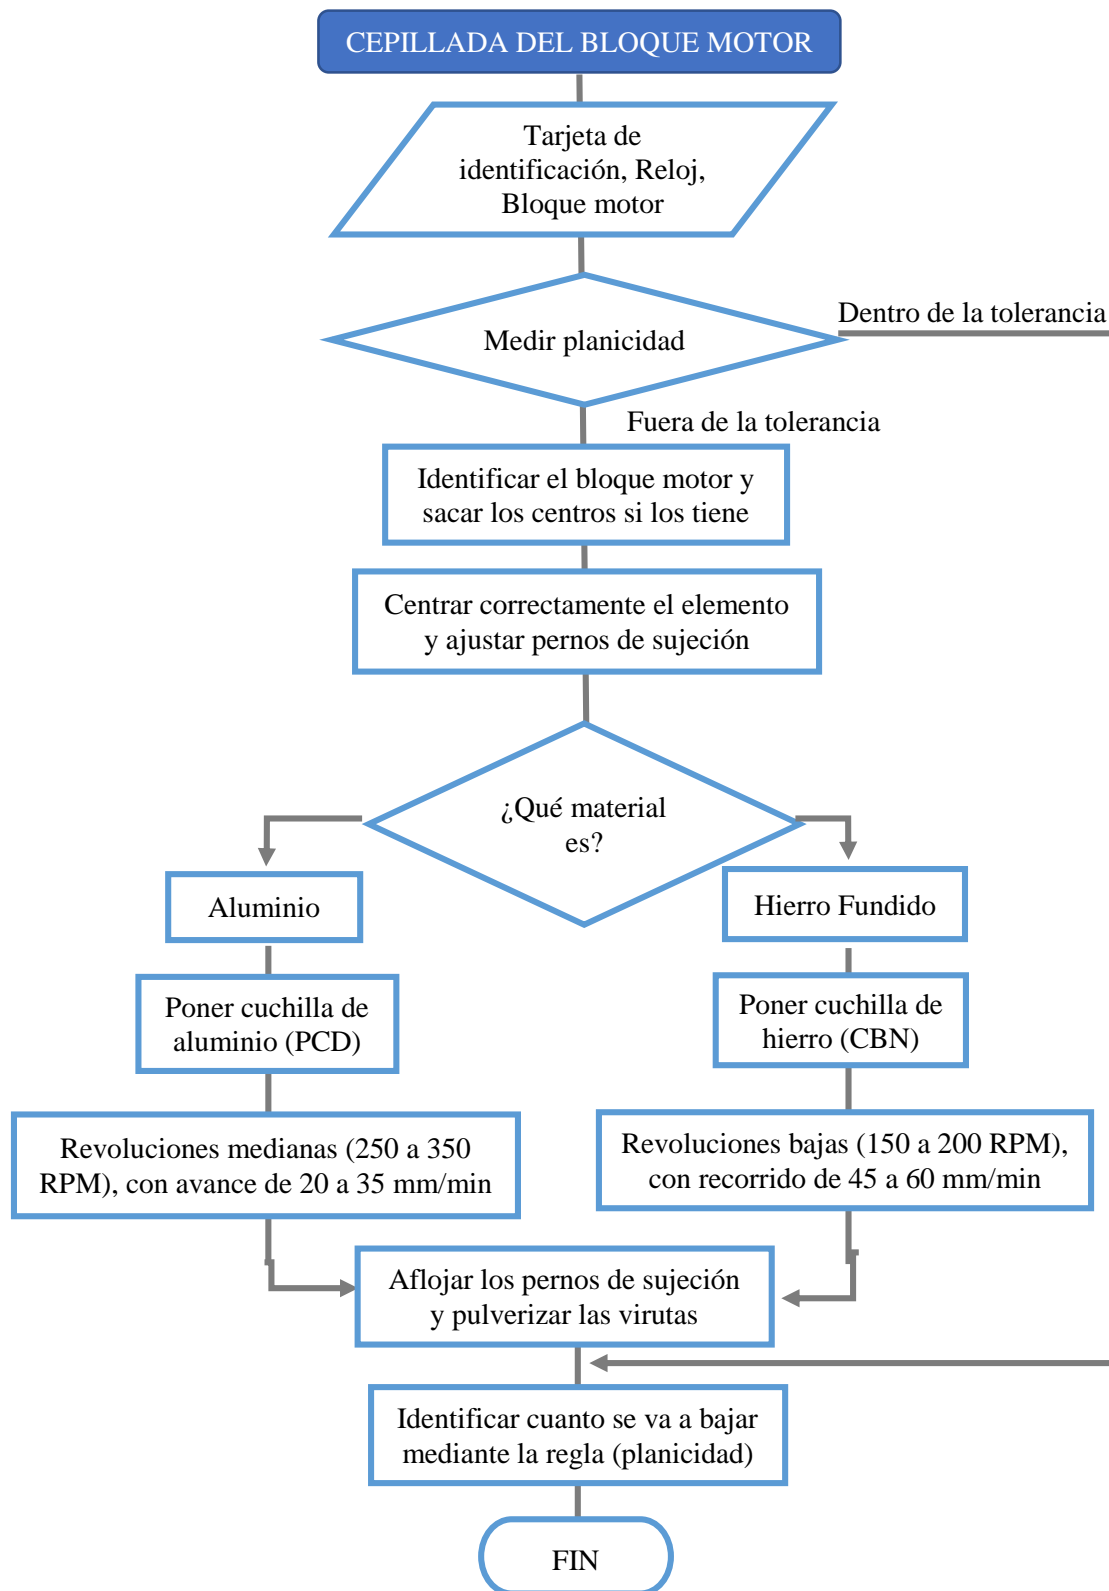 CEPILLADA DEL BLOQUE MOTOR
Tarjeta de
identificación, Reloj,
Bloque motor
Medir planicidad
Dentro de la tolerancia
Fuera de la tolerancia
Identificar el bloque motor y
sacar los centros si los tiene
Centrar correctamente el elemento
y ajustar pernos de sujeción
¿Qué material
es?
Aluminio
Hierro Fundido
Poner cuchilla de
aluminio (PCD)
Poner cuchilla de
hierro (CBN)
Revoluciones medianas (250 a 350
RPM), con avance de 20 a 35 mm/min
Revoluciones bajas (150 a 200 RPM),
con recorrido de 45 a 60 mm/min
Aflojar los pernos de sujeción
y pulverizar las virutas
Identificar cuanto se va a bajar
mediante la regla (planicidad)
FIN